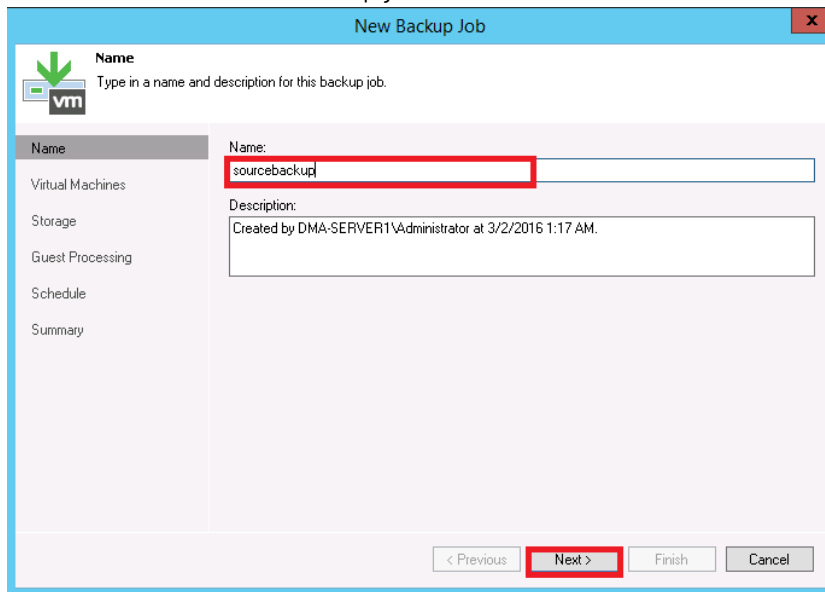 New Backup Job
x
Name
Type in a name and description for this backup job.
vm
Name
Virtual Machines
Storage
Guest Processing
Schedule
Summary
Name:
sourcebackup
Description:
Created by DMA-SERVER1\Administrator at 3/2/2016 1:17 AM.
< Previous
Next >
Finish
Cancel